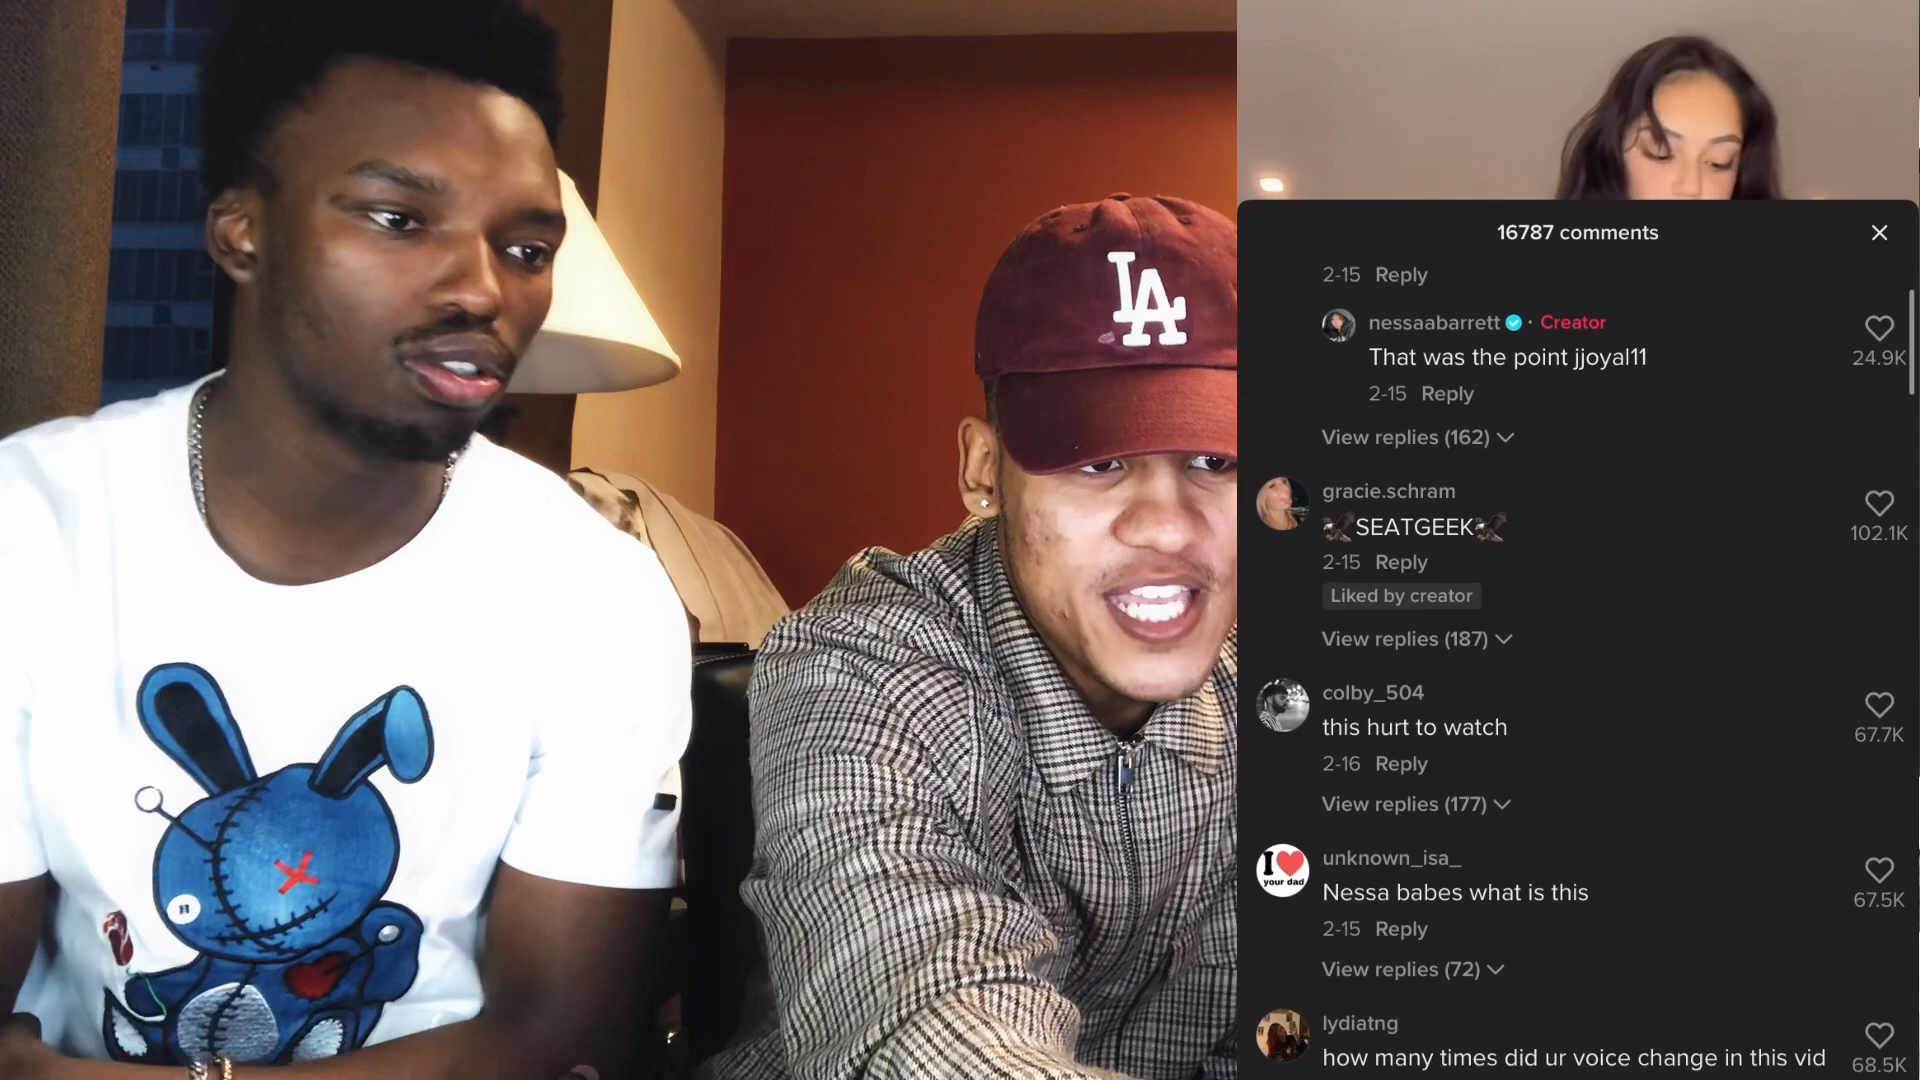 LA
16787 comments
2-15 Reply
nessaabarrett · Creator
That was the point jjoyal11
24.9K
2-15 Reply
View replies (162)
gracie.schram
SEATGEEK
102.1K
2-15 Reply
Liked by creator
View replies (187)
colby_504
this hurt to watch
67.7K
2-16 Reply
View replies (177)
I your dad
unknown_isa_
Nessa babes what is this
67.5K
2-15 Reply
View replies (72)
lydiatng
how many times did ur voice change in this vid
68.5K